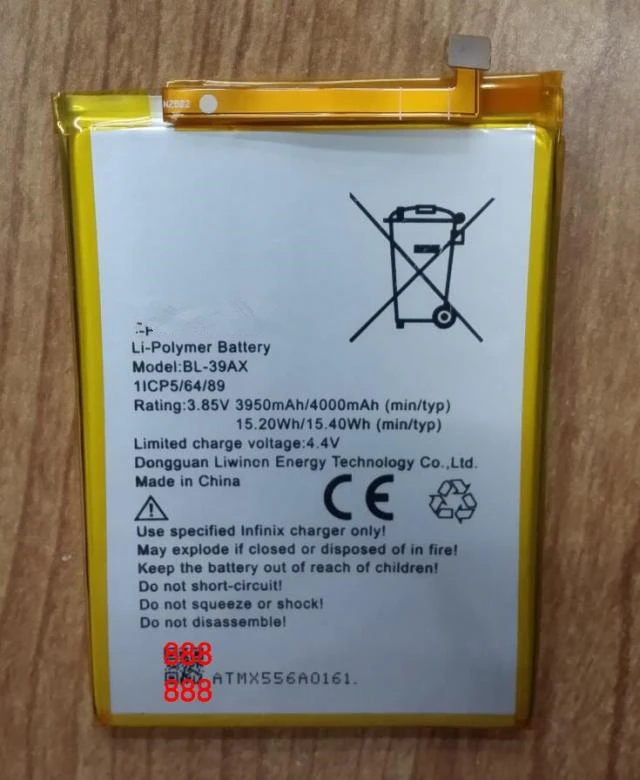 NZ622
Li-Polymer Battery
Model:BL-39AX
1ICP5/64/89
Rating:3.85V 3950mAh/4000mAh (min/typ)
15.20Wh/15.40Wh (min/typ)
Limited charge voltage:4.4V
Dongguan Liwincn Energy Technology Co.,Ltd.
Made in China
CE
Use specified Infinix charger only!
May explode if closed or disposed of in fire!
Keep the battery out of reach of children!
Do not short-circuit!
Do not squeeze or shock!
Do not disassemble!
888
ATMX556A0161.
888